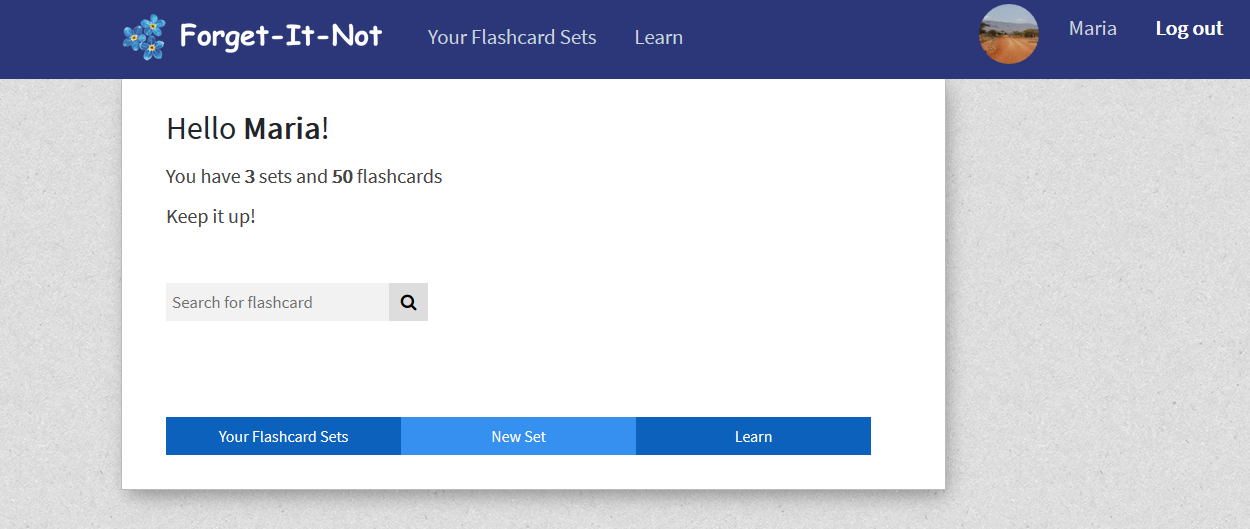 Forget-It-Not Your Flashcard Sets Learn Maria Log out
Hello Maria!
You have 3 sets and 50 flashcards
Keep it up!
Search for flashcard
Your Flashcard Sets New Set Learn